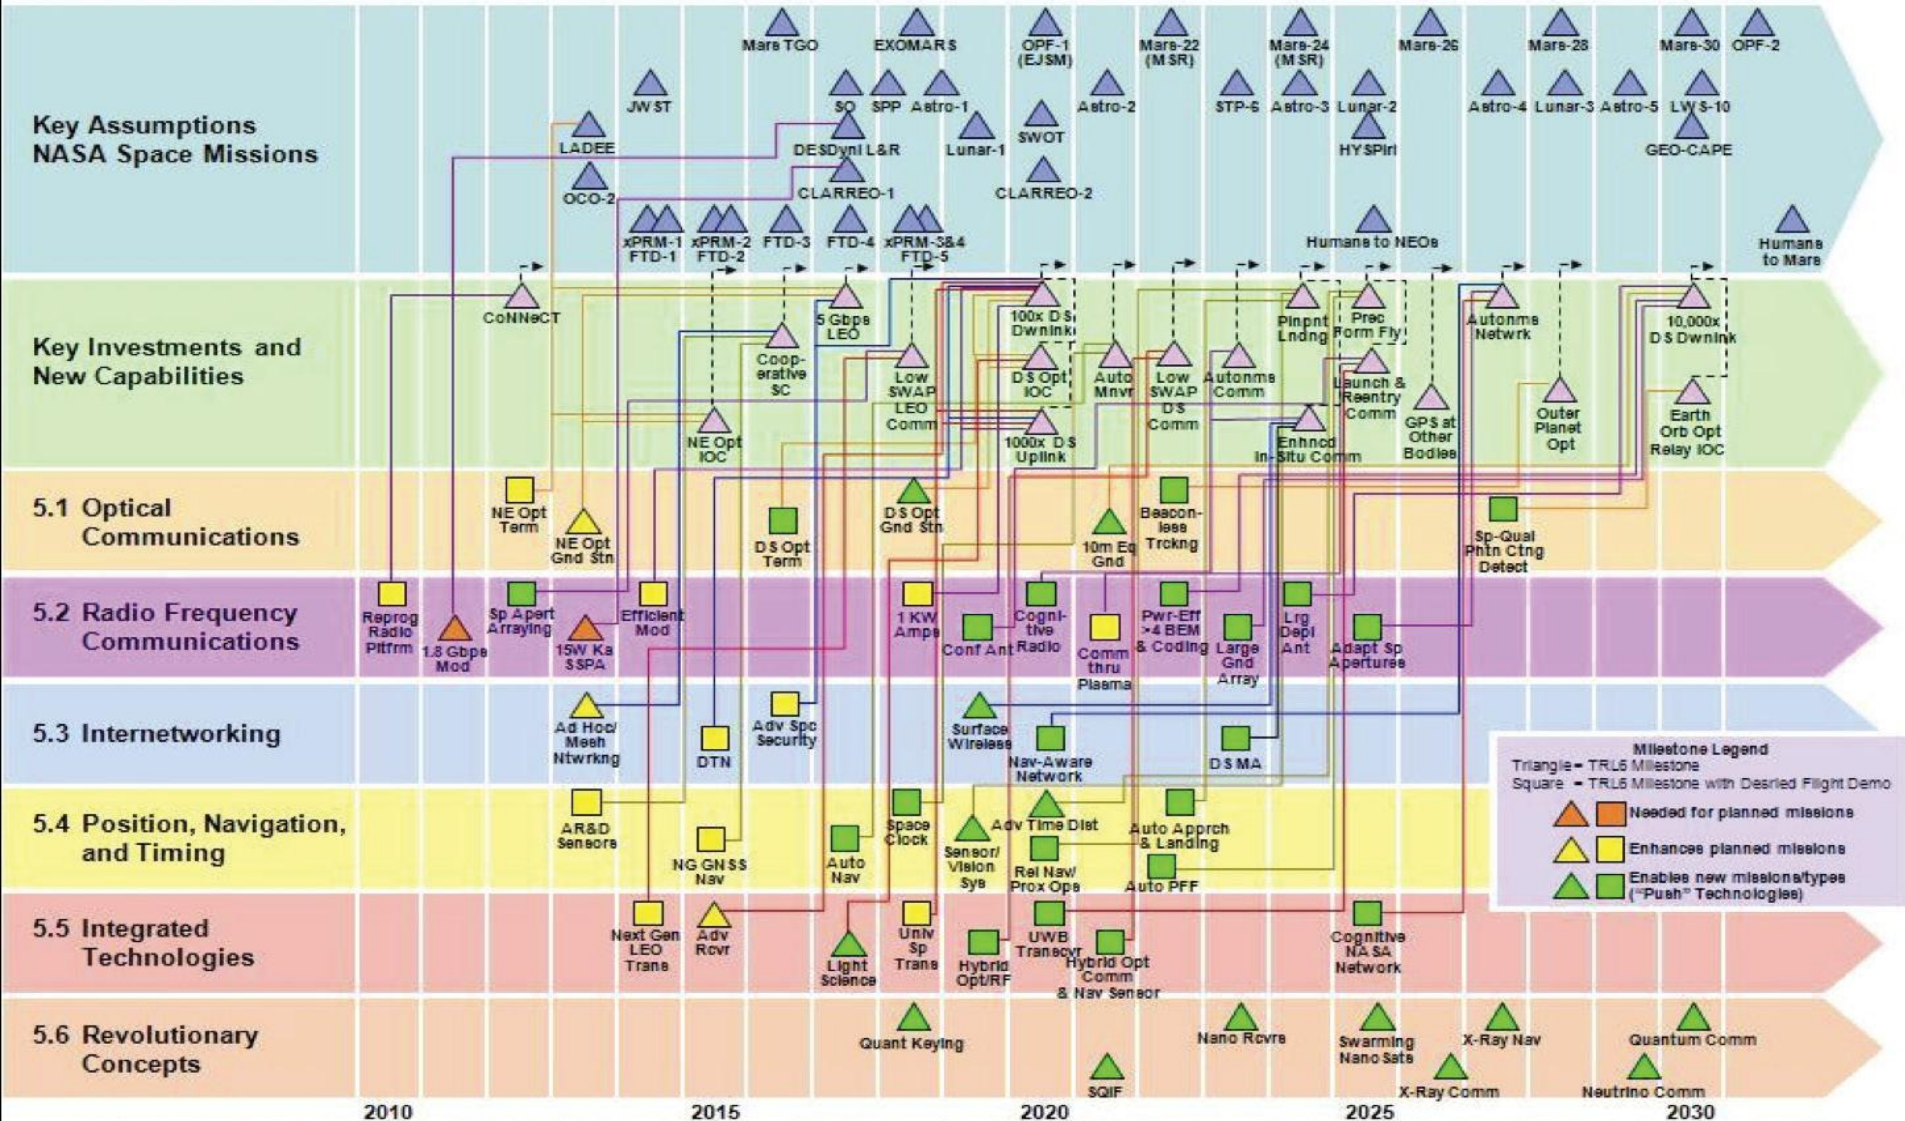 Mars TGO
EXOMARS
OPF-1
(EJSM)
Mars-22
(MSR)
Mars-24
(MSR)
Mars-26
Mars-28
Mars-30
OPF-2
JWST
SO
SPP
Astro-1
Astro-2
STP-6
Astro-3
Lunar-2
Astro-4
Lunar-3
Astro-5
LWS-10
Key Assumptions
NASA Space Missions
LADEE
DESDynI L&R
Lunar-1
SWOT
HYSPIri
GEO-CAPE
OCO-2
CLARREO-1
CLARREO-2
xPRM-1
FTD-1
xPRM-2
FTD-2
FTD-3
FTD-4
xPRM-3&4
FTD-5
Humans to NEOs
Humans
to Mars
Key Investments and
New Capabilities
CoNNeCT
5 Gbps
LEO
100x DS
Dwnlnk
Pinpnt
Lndng
Prec
Form Fly
Autonms
Netwrk
10,000x
DS Dwnlnk
Coop-
erative
SC
Low
SWAP
LEO
Comm
DS Opt
IOC
Auto
Mnvr
Low
SWAP
DS
Comm
Autonms
Comm
Launch &
Reentry
Comm
NE Opt
IOC
1000x DS
Uplink
Enhncd
In-Situ Comm
GPS at
Other
Bodies
Outer
Planet
Opt
Earth
Orb Opt
Relay IOC
5.1 Optical
Communications
NE Opt
Term
NE Opt
Gnd Stn
DS Opt
Term
DS Opt
Gnd Stn
10m Eq
Gnd
Beacon-
less
Trckng
Sp-Qual
Phtn Ctng
Detect
5.2 Radio Frequency
Communications
Reprog
Radio
Pltfrm
1.8 Gbps
Mod
Sp Apert
Arraying
15W Ka
SSPA
Efficient
Mod
1 KW
Amps
Conf Ant
Cogni-
tive
Radio
Comm
thru
Plasma
Pwr-Eff
>4 BEM
& Coding
Large
Gnd
Array
Lrg
Depl
Ant
Adapt Sp
Apertures
5.3 Internetworking
Ad Hoc/
Mesh
Ntwrkng
DTN
Adv Spc
Security
Surface
Wireless
Nav-Aware
Network
DSMA
5.4 Position, Navigation,
and Timing
AR&D
Sensors
NG GNSS
Nav
Auto
Nav
Space
Clock
Sensor/
Vision
Sys
Adv Time Dist
Rel Nav/
Prox Ops
Auto Apprch
& Landing
Auto PFF
5.5 Integrated
Technologies
Next Gen
LEO
Trans
Adv
Rcvr
Light
Science
Univ
Sp
Trans
Hybrid
Opt/RF
UWB
Transcvr
Hybrid Opt
Comm
& Nav Sensor
Cognitive
NASA
Network
5.6 Revolutionary
Concepts
Quant Keying
SQIF
Nano Rcvrs
Swarming
Nano Sats
X-Ray Comm
X-Ray Nav
Neutrino Comm
Quantum Comm
Milestone Legend
Triangle = TRL6 Milestone
Square = TRL6 Milestone with Desried Flight Demo
Needed for planned missions
Enhances planned missions
Enables new missions/types
("Push" Technologies)
2010
2015
2020
2025
2030